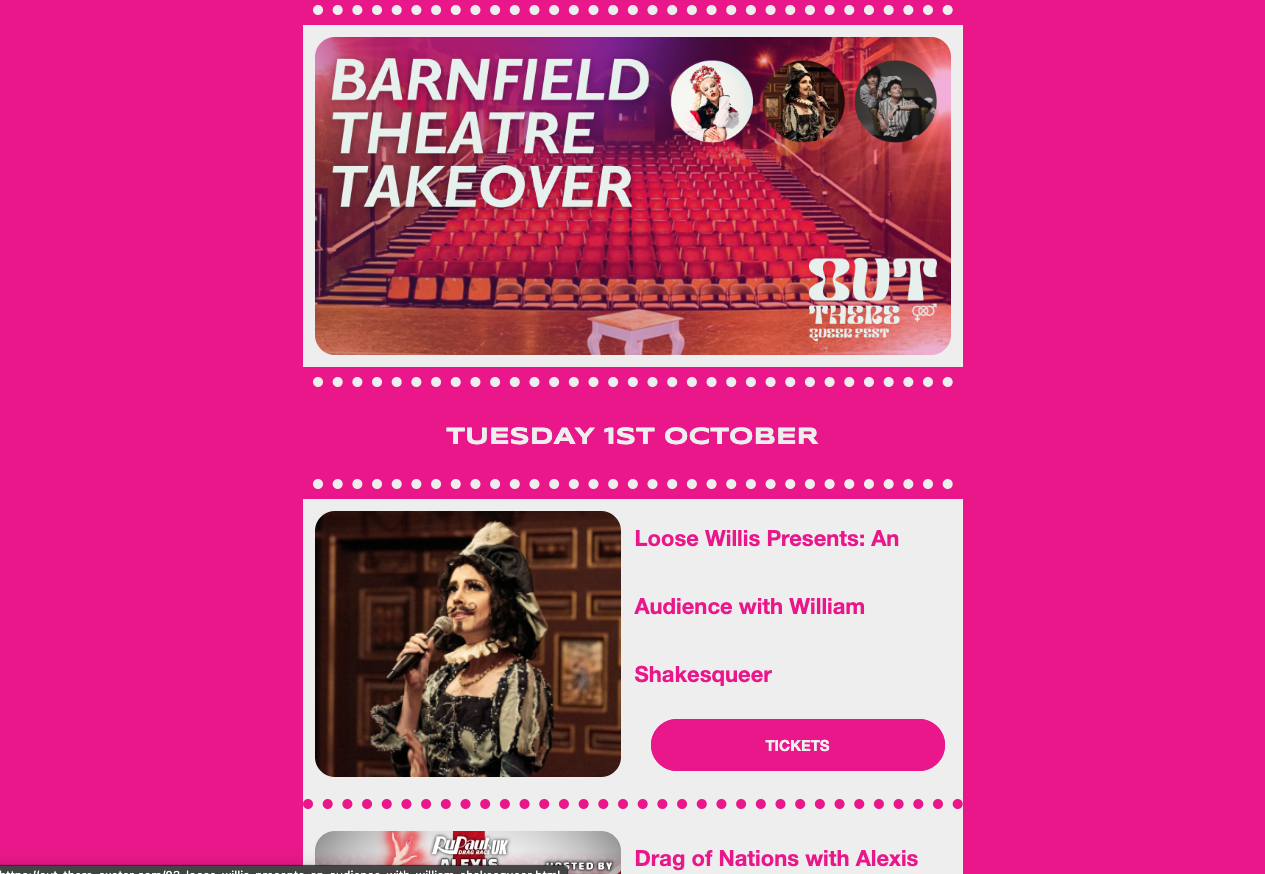 BARNFIELD
THEATRE
TAKEOVER
OUT
THERE
QUEER FEST
TUESDAY 1ST OCTOBER
Loose Willis Presents: An
Audience with William
Shakesqueer
TICKETS
RuPaul's UK
DRAG RACE
ALEXIS
HOSTED BY
Drag of Nations with Alexis